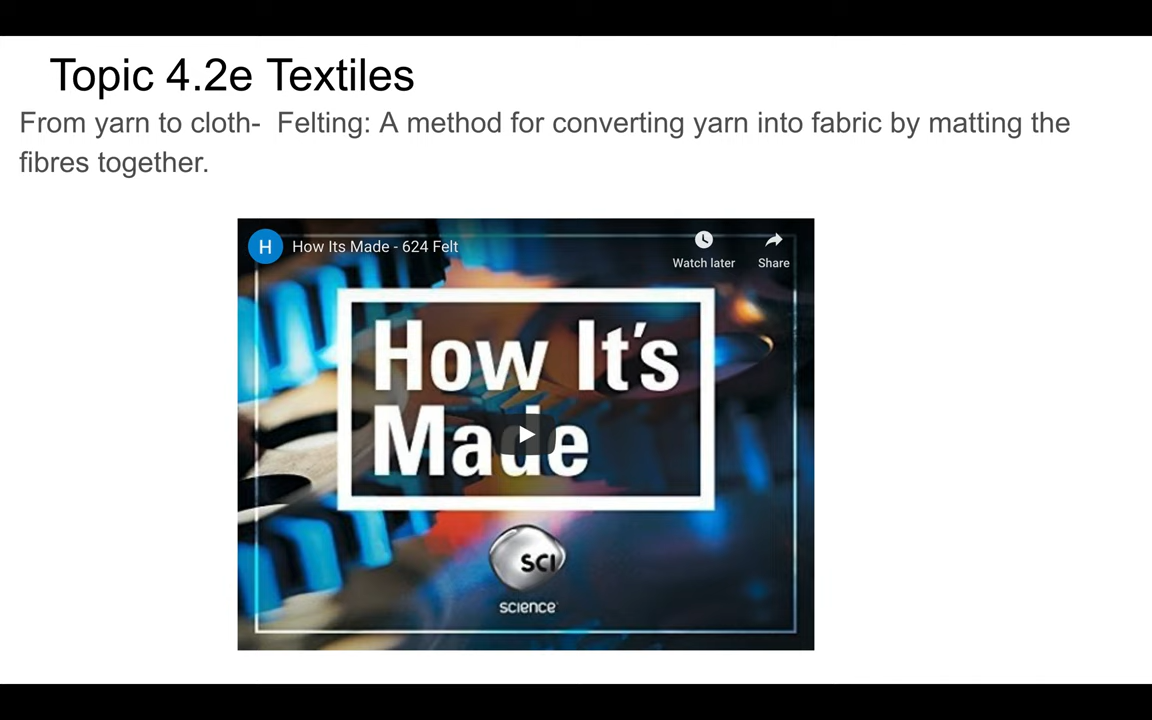 Topic 4.2e Textiles
From yarn to cloth-  Felting: A method for converting yarn into fabric by matting the
fibres together.
H How Its Made - 624 Felt
Watch later Share
How It's
Made
SCI
SCIENCE